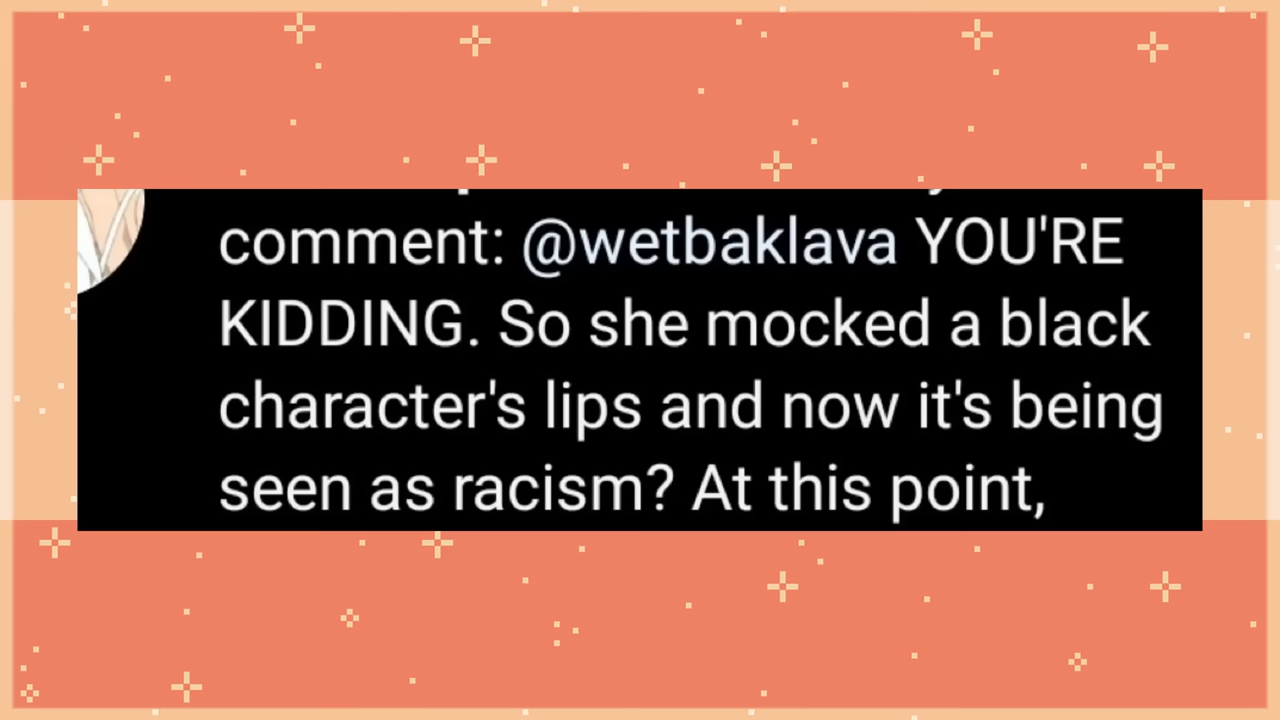 comment: @wetbaklava YOU'RE
KIDDING. So she mocked a black
character's lips and now it's being
seen as racism? At this point,